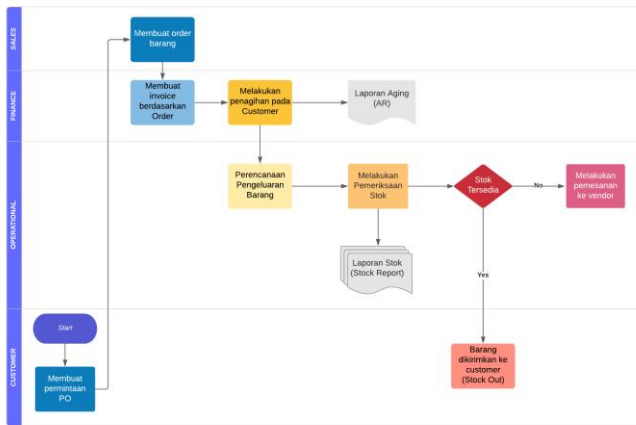 SALES
Membuat order
barang
FINANCE
Membuat
invoice
berdasarkan
Order
Melakukan
penagihan pada
Customer
Laporan Aging
(AR)
OPERATIONAL
Perencanaan
Pengeluaran
Barang
Melakukan
Pemeriksaan
Stok
Stok
Tersedia
No
Melakukan
pemesanan
ke vendor
Laporan Stok
(Stock Report)
Yes
CUSTOMER
Start
Membuat
permintaan
PO
Barang
dikirimkan ke
customer
(Stock Out)